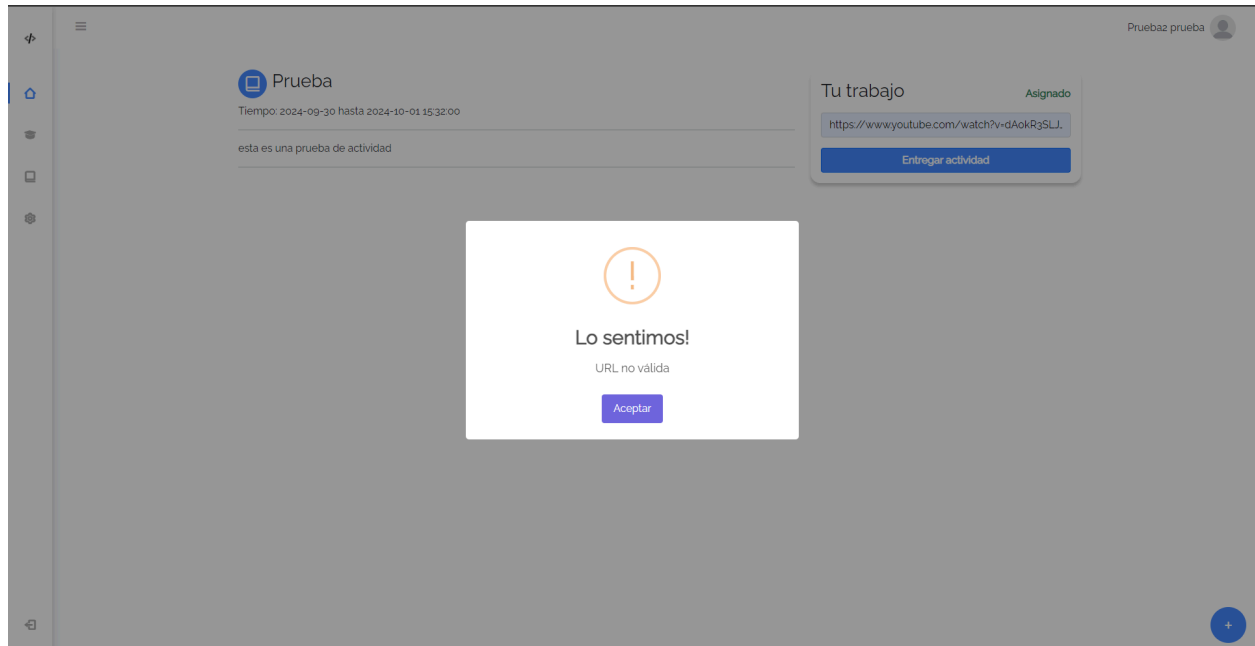 Prueba2 prueba
Prueba
Tiempo: 2024-09-30 hasta 2024-10-01 15:32:00
esta es una prueba de actividad
Tu trabajo
Asignado
https://www.youtube.com/watch?v=dAokR3SLJ..
Entregar actividad
Lo sentimos!
URL no válida
Aceptar